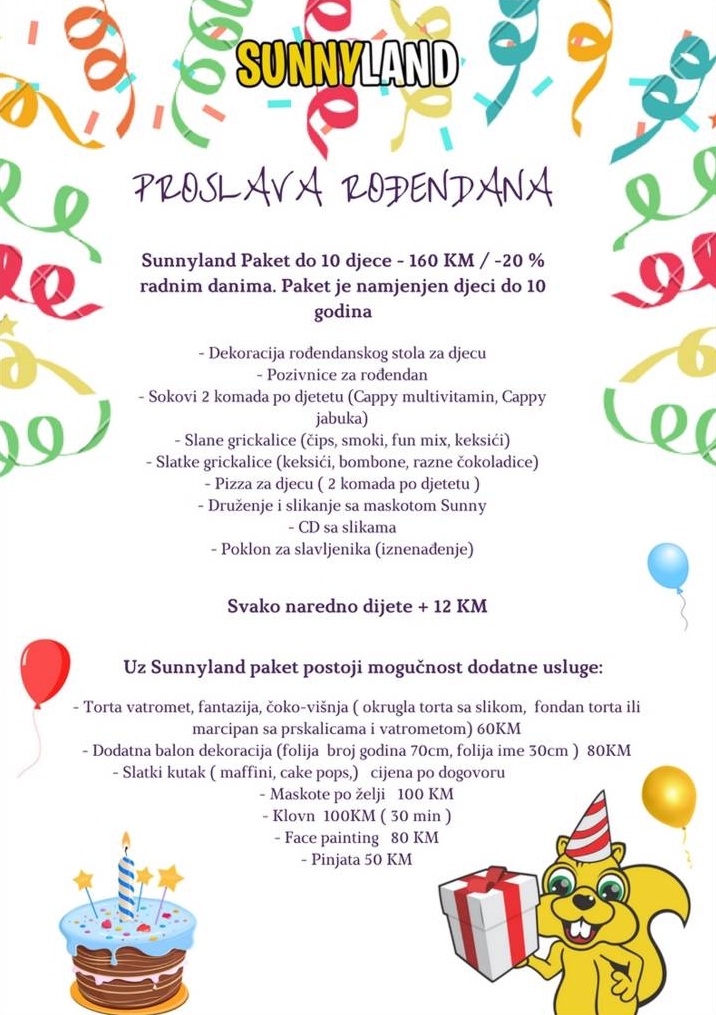 SUNNYLAND
PROSLAVA ROĐENDANA
Sunnyland Paket do 10 djece - 160 KM / -20 %
radnim danima. Paket je namjenjen djeci do 10
godina
- Dekoracija rođendanskog stola za djecu
- Pozivnice za rođendan
- Sokovi 2 komada po djetetu (Cappy multivitamin, Cappy
jabuka)
- Slane grickalice (čips, smoki, fun mix, keksići)
- Slatke grickalice (keksići, bombone, razne čokoladice)
- Pizza za djecu ( 2 komada po djetetu )
- Druženje i slikanje sa maskotom Sunny
- CD sa slikama
- Poklon za slavljenika (iznenađenje)
Svako naredno dijete + 12 KM
Uz Sunnyland paket postoji mogučnost dodatne usluge:
- Torta vatromet, fantazija, čoko-višnja ( okrugla torta sa slikom, fondan torta ili
marcipan sa prskalicama i vatrometom) 60KM
- Dodatna balon dekoracija (folija broj godina 70cm, folija ime 30cm ) 80KM
- Slatki kutak ( maffini, cake pops,) cijena po dogovoru
- Maskote po želji 100 KM
- Klovn 100KM ( 30 min )
- Face painting 80 KM
- Pinjata 50 KM